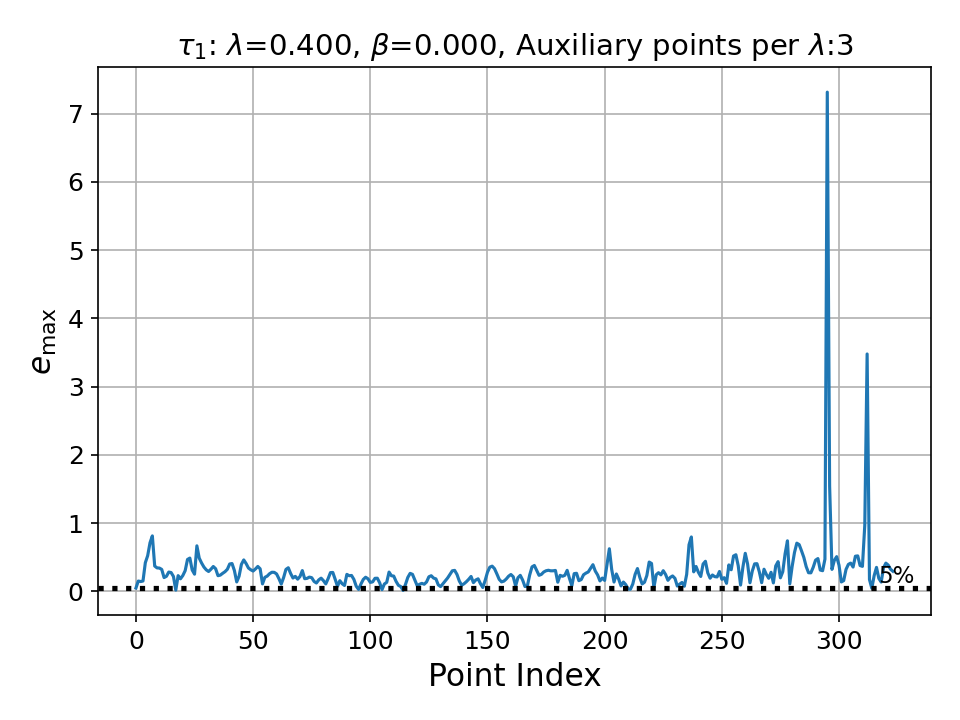 τ₁: λ=0.400, β=0.000, Auxiliary points per λ:3
7
6
5
4
3
2
1
0
e_max
5%
0 50 100 150 200 250 300
Point Index